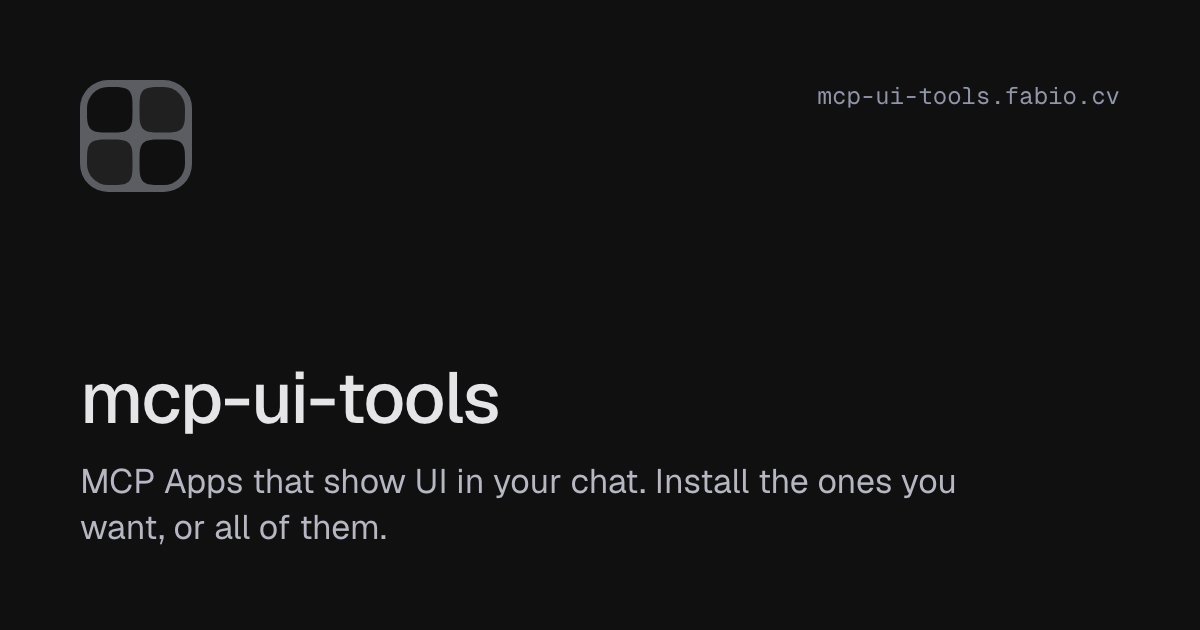 mcp-ui-tools.fabio.cv
mcp-ui-tools
MCP Apps that show UI in your chat. Install the ones you
want, or all of them.